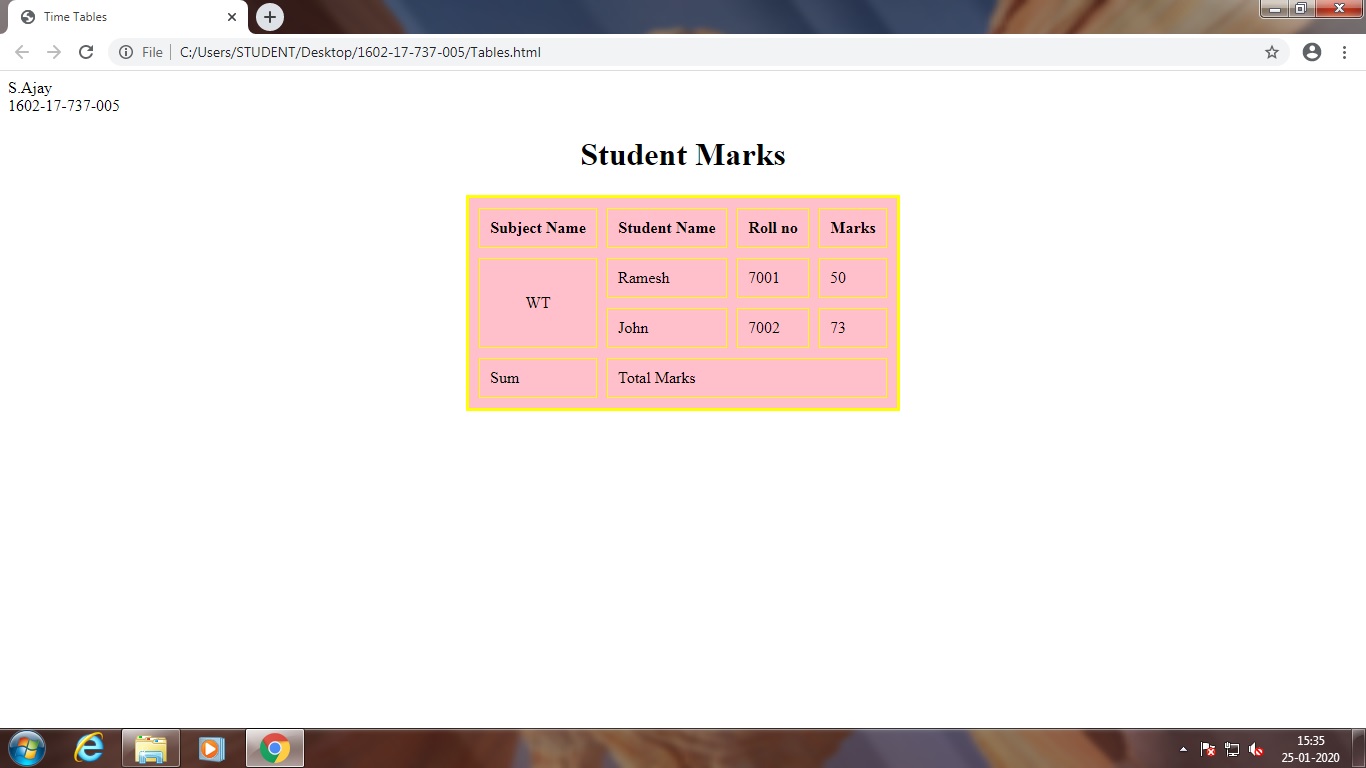 Time Tables
File C:/Users/STUDENT/Desktop/1602-17-737-005/Tables.html
S.Ajay
1602-17-737-005
Student Marks
Subject Name Student Name Roll no Marks
WT
Ramesh 7001 50
John 7002 73
Sum Total Marks
15:35
25-01-2020